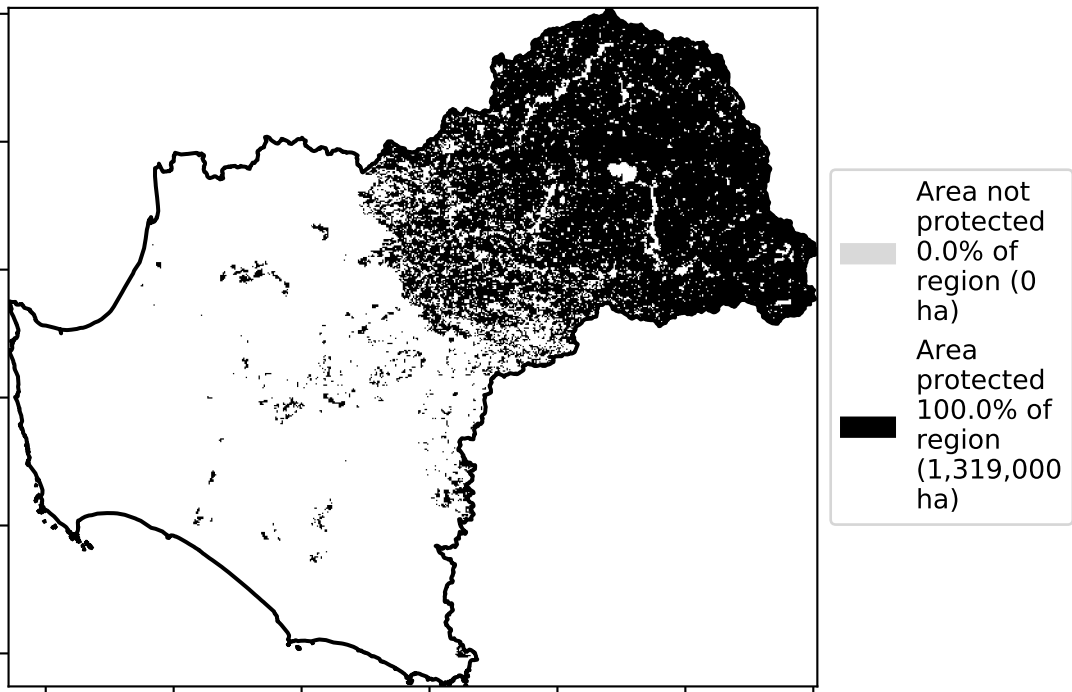 Area not
protected
0.0% of
region (0
ha)
Area
protected
100.0% of
region
(1,319,000
ha)